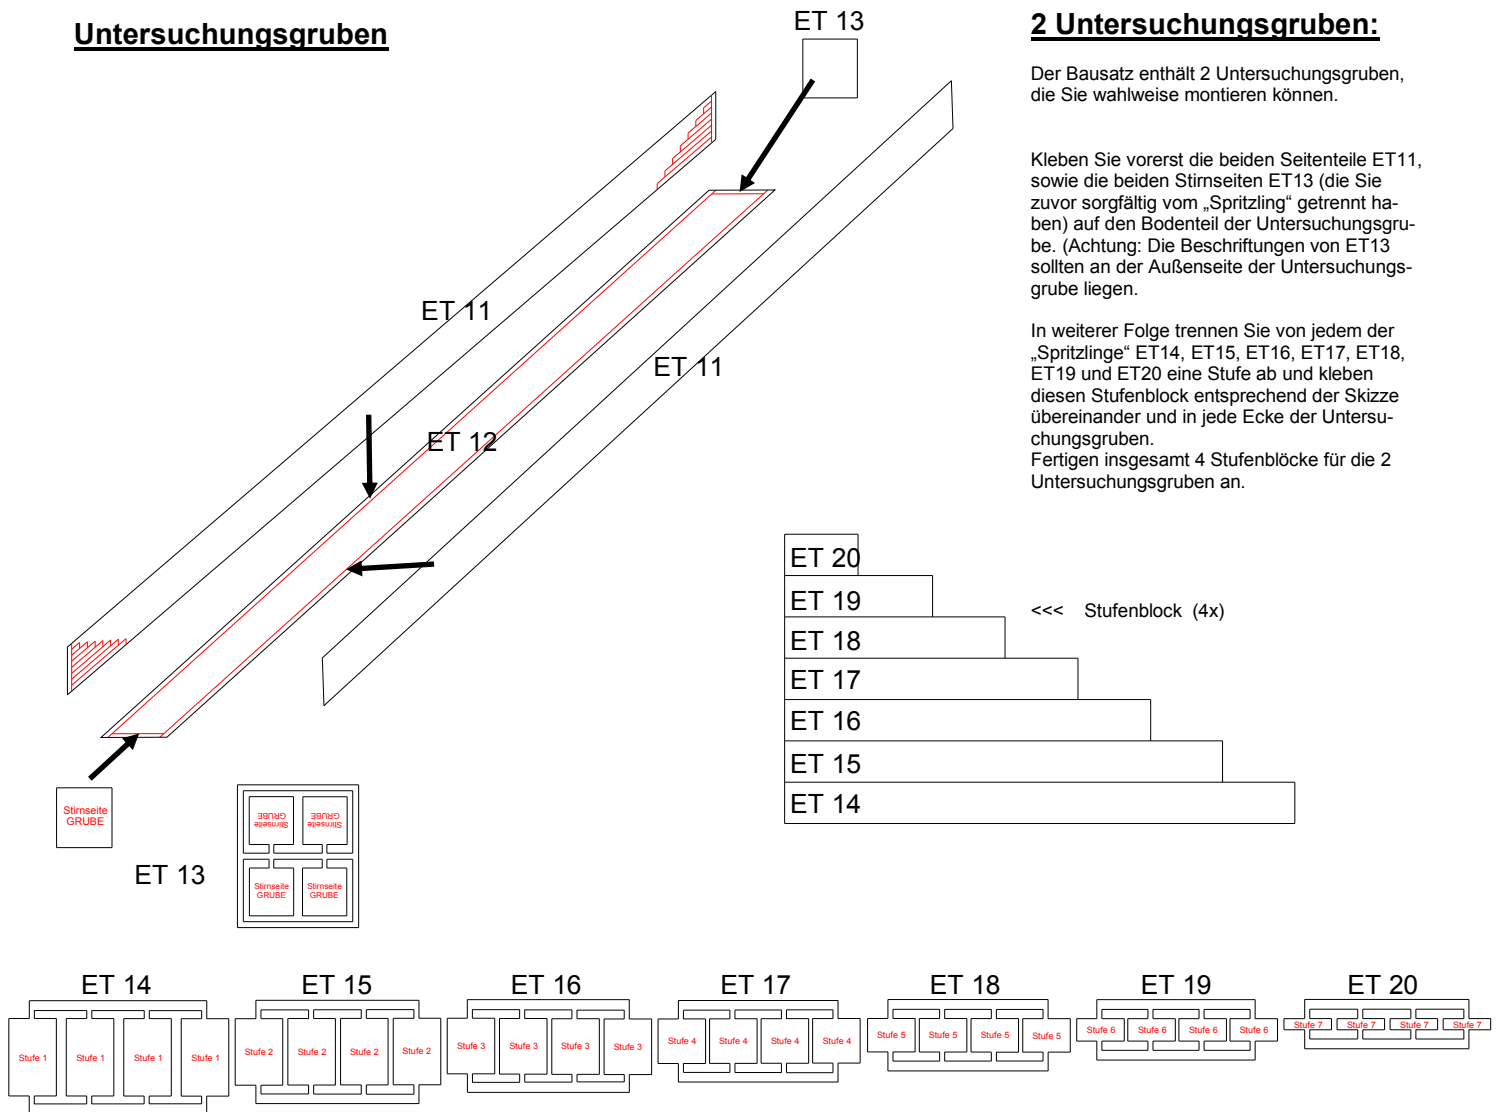 Untersuchungsgruben
ET 13
2 Untersuchungsgruben:
Der Bausatz enthält 2 Untersuchungsgruben,
die Sie wahlweise montieren können.
Kleben Sie vorerst die beiden Seitenteile ET11,
sowie die beiden Stirnseiten ET13 (die Sie
zuvor sorgfältig vom „Spritzling“ getrennt ha-
ben) auf den Bodenteil der Untersuchungsgru-
be. (Achtung: Die Beschriftungen von ET13
sollten an der Außenseite der Untersuchungs-
grube liegen.
In weiterer Folge trennen Sie von jedem der
„Spritzlinge“ ET14, ET15, ET16, ET17, ET18,
ET19 und ET20 eine Stufe ab und kleben
diesen Stufenblock entsprechend der Skizze
übereinander und in jede Ecke der Untersu-
chungsgruben.
Fertigen insgesamt 4 Stufenblöcke für die 2
Untersuchungsgruben an.
ET 11
ET 11
ET 12
ET 20
ET 19
<<< Stufenblock (4x)
ET 18
ET 17
ET 16
ET 15
ET 14
Stirnseite
GRUBE
ET 13
Stirnseite
GRUBE
Stirnseite
GRUBE
Stirnseite
GRUBE
Stirnseite
GRUBE
ET 14
ET 15
ET 16
ET 17
ET 18
ET 19
ET 20
Stufe 1 Stufe 1 Stufe 1 Stufe 1
Stufe 2 Stufe 2 Stufe 2 Stufe 2
Stufe 3 Stufe 3 Stufe 3 Stufe 3
Stufe 4 Stufe 4 Stufe 4 Stufe 4
Stufe 5 Stufe 5 Stufe 5 Stufe 5
Stufe 6 Stufe 6 Stufe 6 Stufe 6
Stufe 7 Stufe 7 Stufe 7 Stufe 7